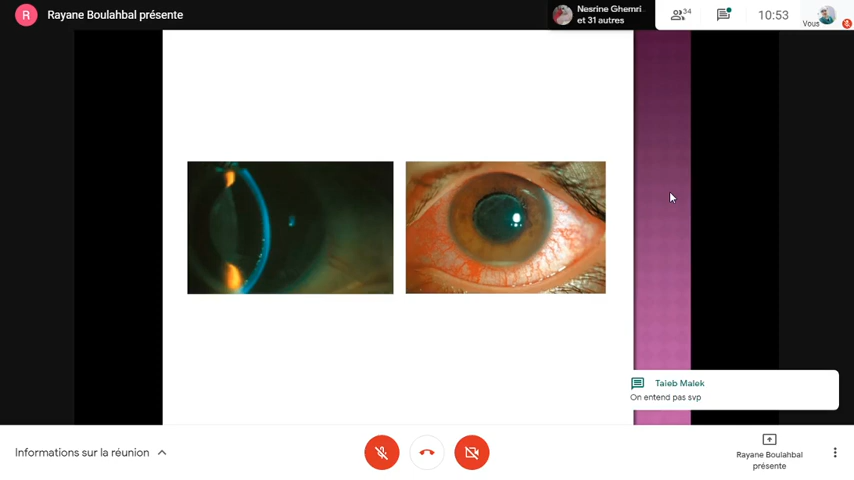 R
Rayane Boulahbal présente
Nesrine Ghemri...
et 31 autres
34
10:53
Vous
Taieb Malek
On entend pas svp
Informations sur la réunion
Rayane Boulahbal
présente